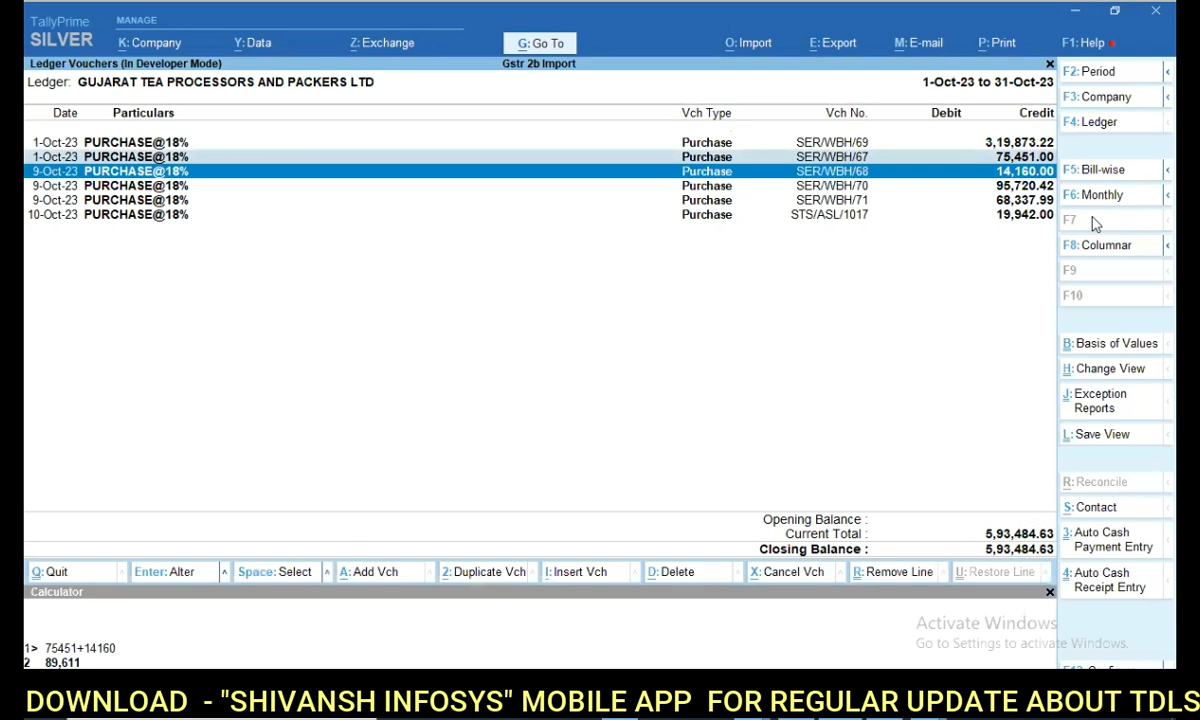 TallyPrime
MANAGE
SILVER
K: Company
Y: Data
Z: Exchange
G: Go To
O: Import
E: Export
M: E-mail
P: Print
F1: Help
Ledger Vouchers (In Developer Mode)
Gstr 2b Import
Ledger: GUJARAT TEA PROCESSORS AND PACKERS LTD
1-Oct-23 to 31-Oct-23
Date Particulars Vch Type Vch No. Debit Credit
1-Oct-23 PURCHASE@18% Purchase SER/WBH/69 3,19,873.22
1-Oct-23 PURCHASE@18% Purchase SER/WBH/67 75,451.00
9-Oct-23 PURCHASE@18% Purchase SER/WBH/68 14,160.00
9-Oct-23 PURCHASE@18% Purchase SER/WBH/70 95,720.42
9-Oct-23 PURCHASE@18% Purchase SER/WBH/71 68,337.99
10-Oct-23 PURCHASE@18% Purchase STS/ASL/1017 19,942.00
Opening Balance :
Current Total : 5,93,484.63
Closing Balance : 5,93,484.63
Q: Quit
Enter: Alter
Space: Select
A: Add Vch
2: Duplicate Vch
I: Insert Vch
D: Delete
X: Cancel Vch
R: Remove Line
U: Restore Line
Calculator
1> 75451+14160
2 89,611
F2: Period
F3: Company
F4: Ledger
F5: Bill-wise
F6: Monthly
F7
F8: Columnar
F9
F10
B: Basis of Values
H: Change View
J: Exception
Reports
L: Save View
R: Reconcile
S: Contact
3: Auto Cash
Payment Entry
4: Auto Cash
Receipt Entry
Activate Windows
Go to Settings to activate Windows.
DOWNLOAD - "SHIVANSH INFOSYS" MOBILE APP FOR REGULAR UPDATE ABOUT TDLS